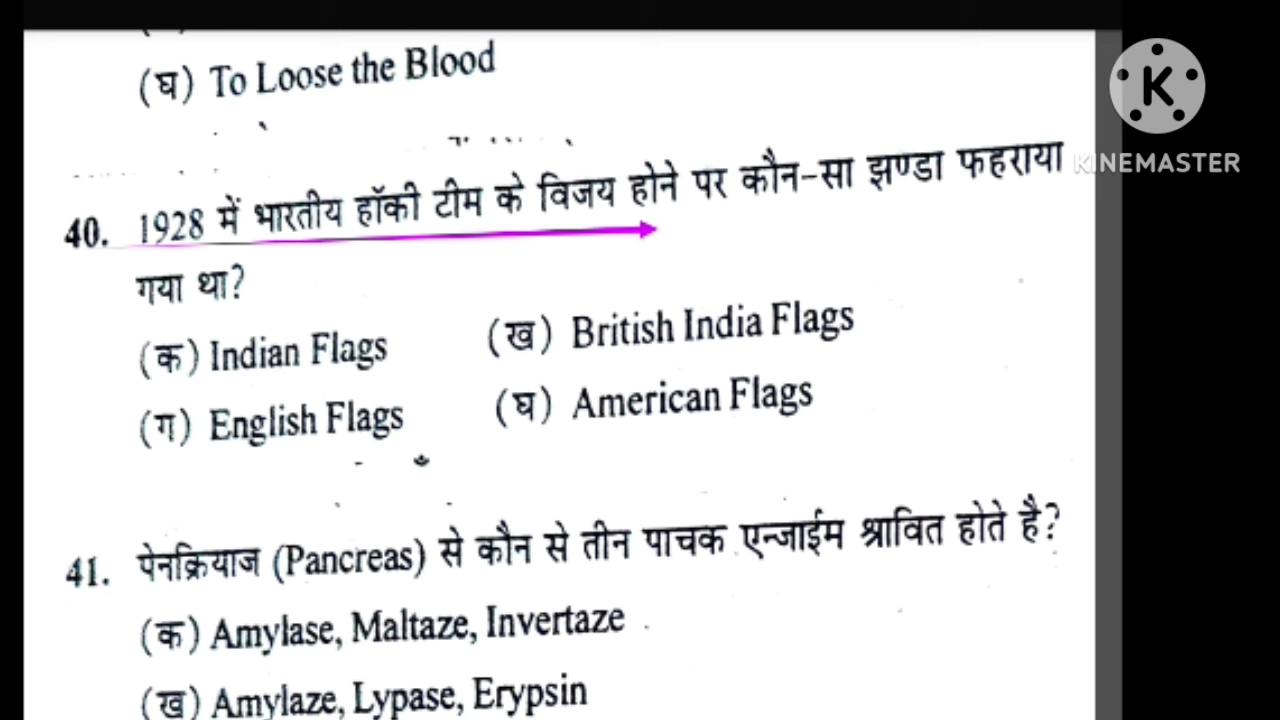 (घ) To Loose the Blood
K
KINEMASTER
40. 1928 में भारतीय हॉकी टीम के विजय होने पर कौन-सा झण्डा फहराया
गया था?
(क) Indian Flags (ख) British India Flags
(ग) English Flags (घ) American Flags
41. पेनक्रियाज (Pancreas) से कौन से तीन पाचक एन्जाईम श्रावित होते है?
(क) Amylase, Maltaze, Invertaze
(ख) Amylaze, Lypase, Erypsin